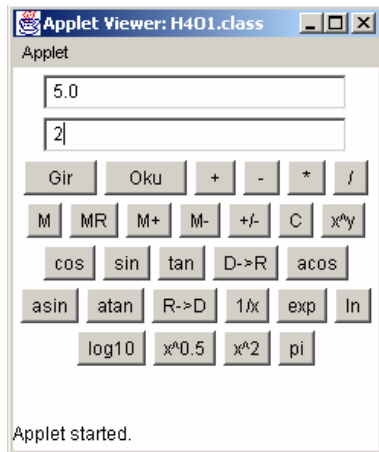 Applet Viewer: H4O1.class
Applet
5.0
2
Gir Oku + - * /
M MR M+ M- +/- C x^y
cos sin tan D->R acos
asin atan R->D 1/x exp ln
log10 x^0.5 x^2 pi
Applet started.